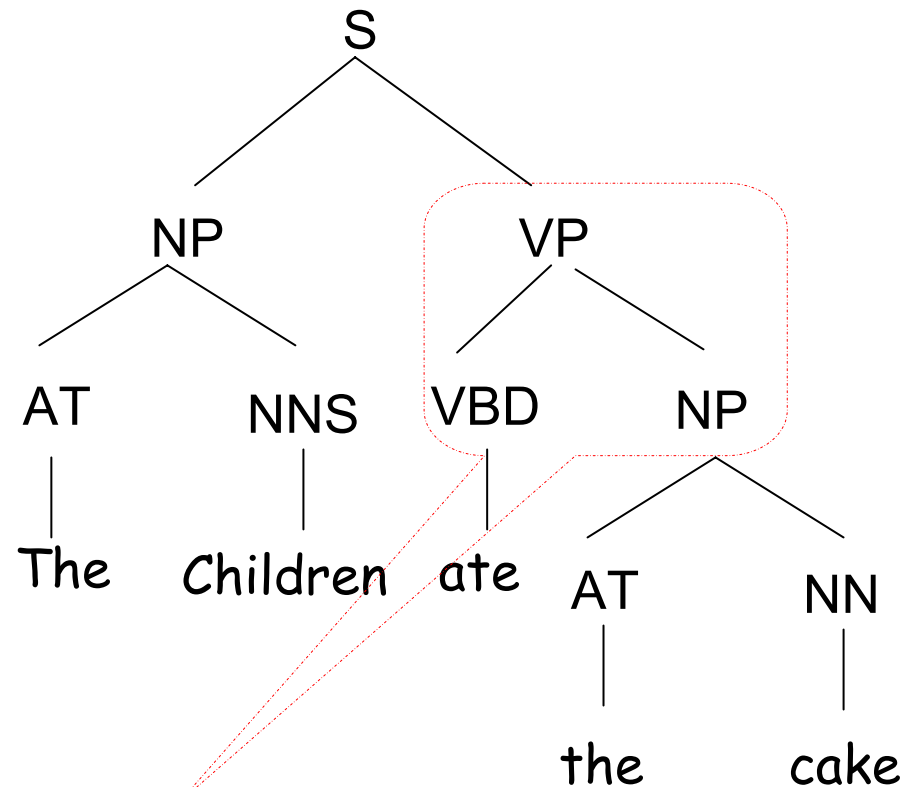 S
NP VP
AT NNS VBD NP
The Children ate AT NN
the cake